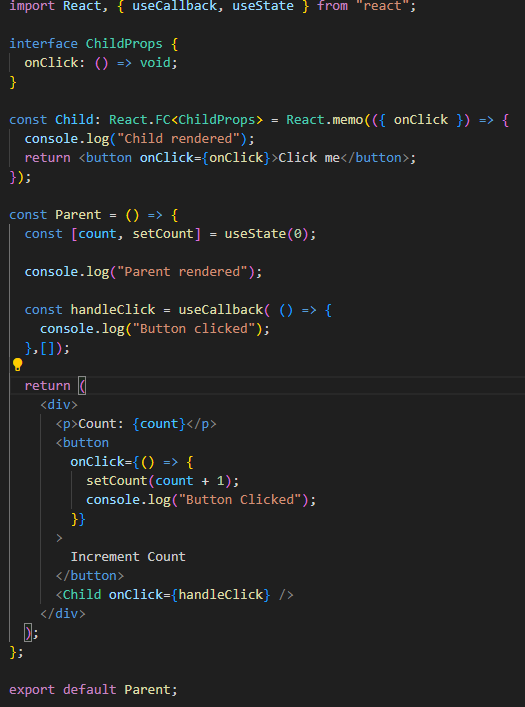 import React, { useCallback, useState } from "react";
interface ChildProps {
onClick: () => void;
}
const Child: React.FC<ChildProps> = React.memo(({ onClick }) => {
console.log("Child rendered");
return <button onClick={onClick}>Click me</button>;
});
const Parent = () => {
const [count, setCount] = useState(0);
console.log("Parent rendered");
const handleClick = useCallback( () => {
console.log("Button clicked");
},[]);
return (
<div>
<p>Count: {count}</p>
<button
onClick={() => {
setCount(count + 1);
console.log("Button Clicked");
}}
>
Increment Count
</button>
<Child onClick={handleClick} />
</div>
);
};
export default Parent;